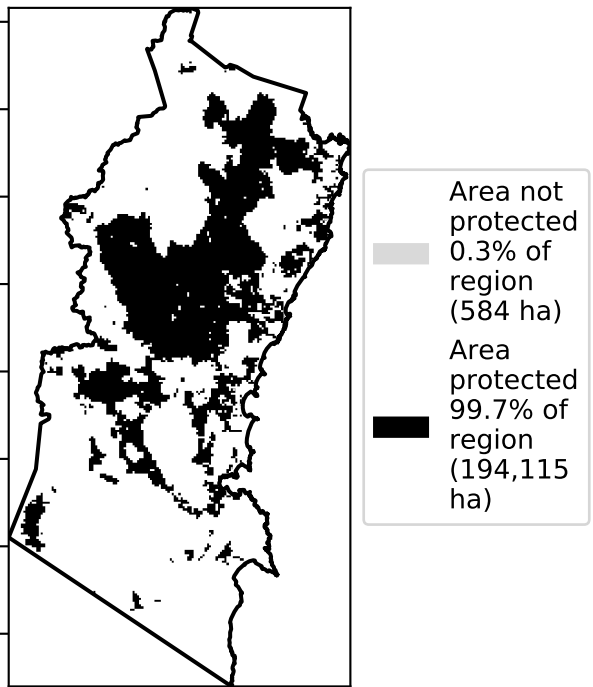 Area not
protected
0.3% of
region
(584 ha)
Area
protected
99.7% of
region
(194,115
ha)